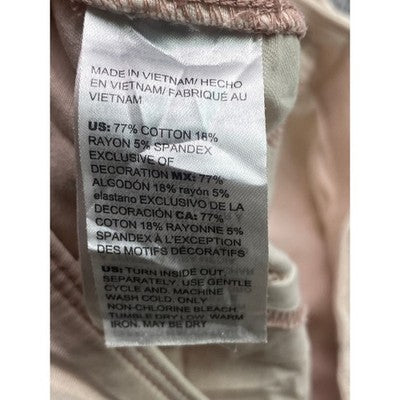 MADE IN VIETNAM/ HECHO
EN VIETNAM/ FABRIQUÉ AU
VIETNAM
US: 77% COTTON 18%
RAYON 5% SPANDEX
EXCLUSIVE OF
DECORATION MX: 77%
ALGODÓN 18% rayón 5%
elastano EXCLUSIVO DE LA
DECORACIÓN CA: 77%
COTON 18% RAYONNE 5%
SPANDEX À L'EXCEPTION
DES MOTIFS DÉCORATIFS
US: TURN INSIDE OUT,
SEPARATELY. USE GENTLE
CYCLE AND. MACHINE
WASH COLD. ONLY
NON-CHLORINE BLEACH.
TUMBLE DRY LOW. WARM
IRON. MAY BE DRY